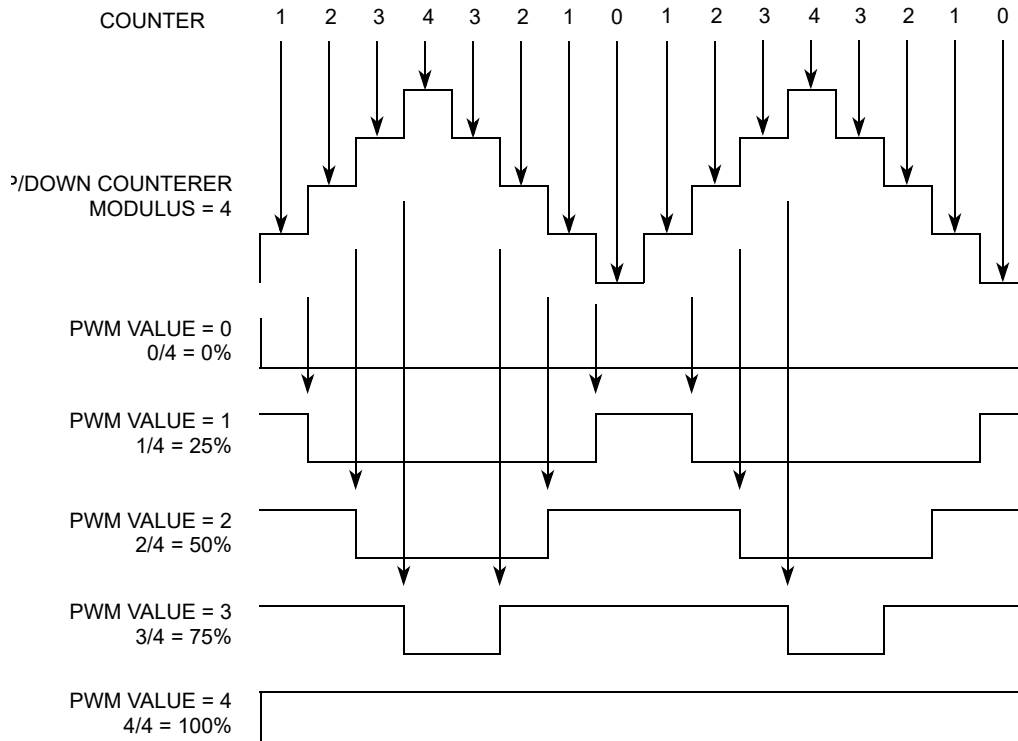 COUNTER 1 2 3 4 3 2 1 0 1 2 3 4 3 2 1 0
P/DOWN COUNTERER
MODULUS = 4
PWM VALUE = 0
0/4 = 0%
PWM VALUE = 1
1/4 = 25%
PWM VALUE = 2
2/4 = 50%
PWM VALUE = 3
3/4 = 75%
PWM VALUE = 4
4/4 = 100%